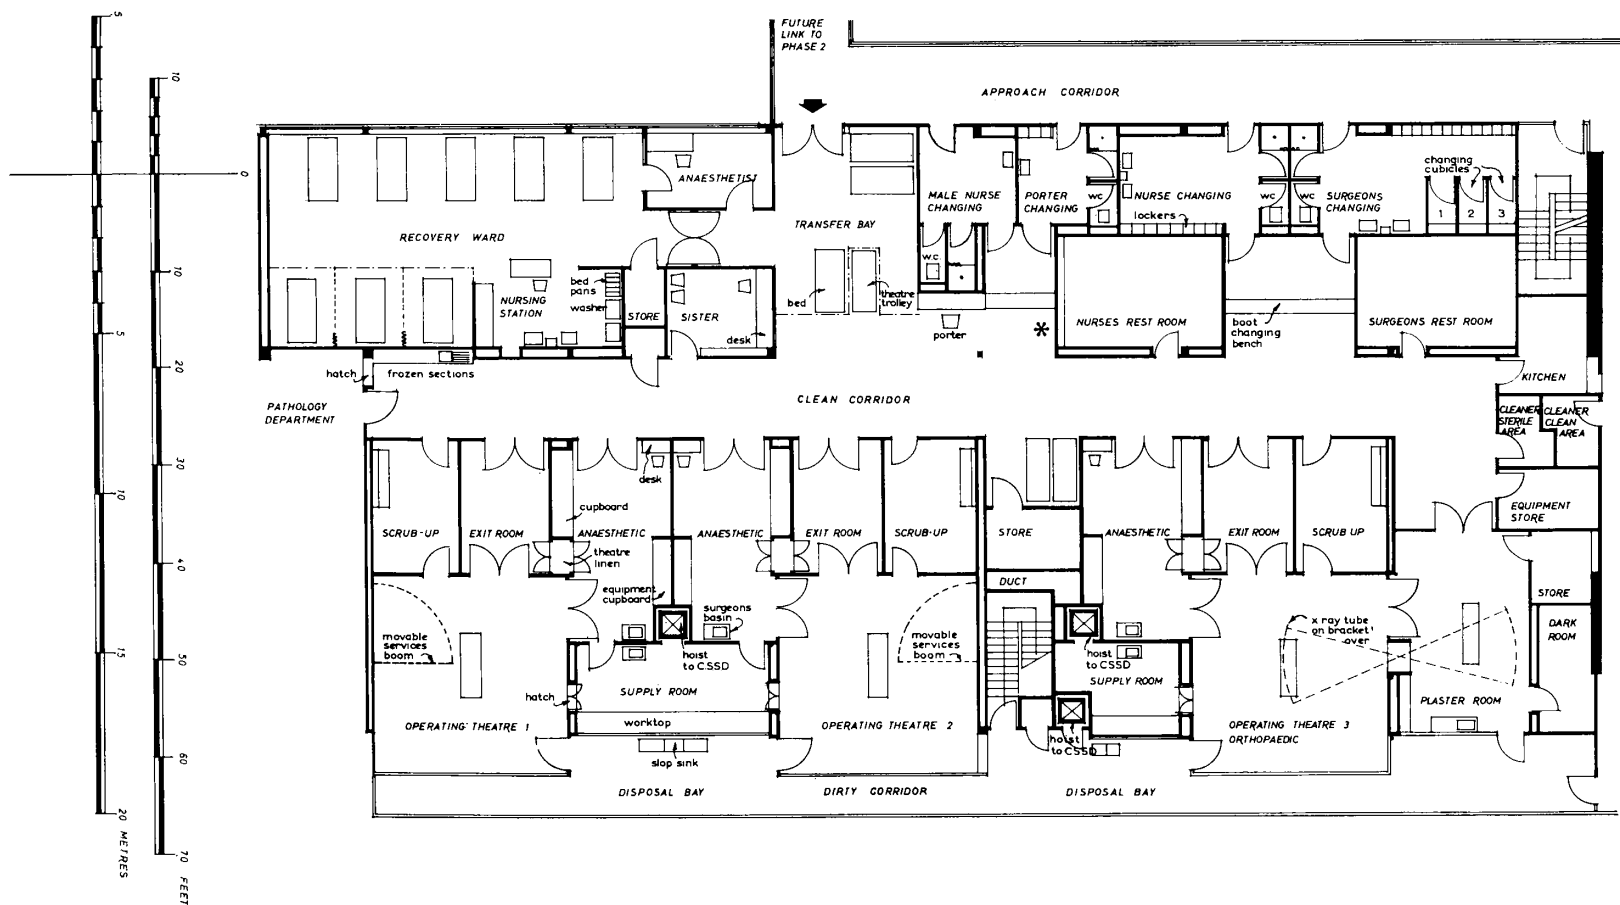 5
10
0
10
5
20
30
10
40
15
50
60
20 METRES
70 FEET
FUTURE
LINK TO
PHASE 2
APPROACH CORRIDOR
ANAESTHETIST
RECOVERY WARD
TRANSFER BAY
MALE NURSE
CHANGING
PORTER
CHANGING
WC
NURSE CHANGING
lockers
WC
WC
SURGEONS
CHANGING
changing
cubicles
1
2
3
bed
pans
washer
NURSING
STATION
STORE
SISTER
desk
bed
theatre
trolley
w.c.
porter
*
NURSES REST ROOM
boot
changing
bench
SURGEONS REST ROOM
hatch
frozen sections
KITCHEN
PATHOLOGY
DEPARTMENT
CLEAN CORRIDOR
CLEANER
STERILE
AREA
CLEANER
CLEAN
AREA
EQUIPMENT
STORE
desk
cupboard
SCRUB-UP
EXIT ROOM
ANAESTHETIC
ANAESTHETIC
EXIT ROOM
SCRUB-UP
STORE
ANAESTHETIC
EXIT ROOM
SCRUB UP
theatre
linen
equipment
cupboard
surgeons
basin
DUCT
STORE
DARK
ROOM
movable
services
boom
hoist
to CSSD
movable
services
boom
hoist
to CSSD
x ray tube
on bracket
over
hatch
SUPPLY ROOM
SUPPLY ROOM
PLASTER ROOM
OPERATING THEATRE 1
worktop
OPERATING THEATRE 2
OPERATING THEATRE 3
ORTHOPAEDIC
hoist
to CSSD
slop sink
DISPOSAL BAY
DIRTY CORRIDOR
DISPOSAL BAY